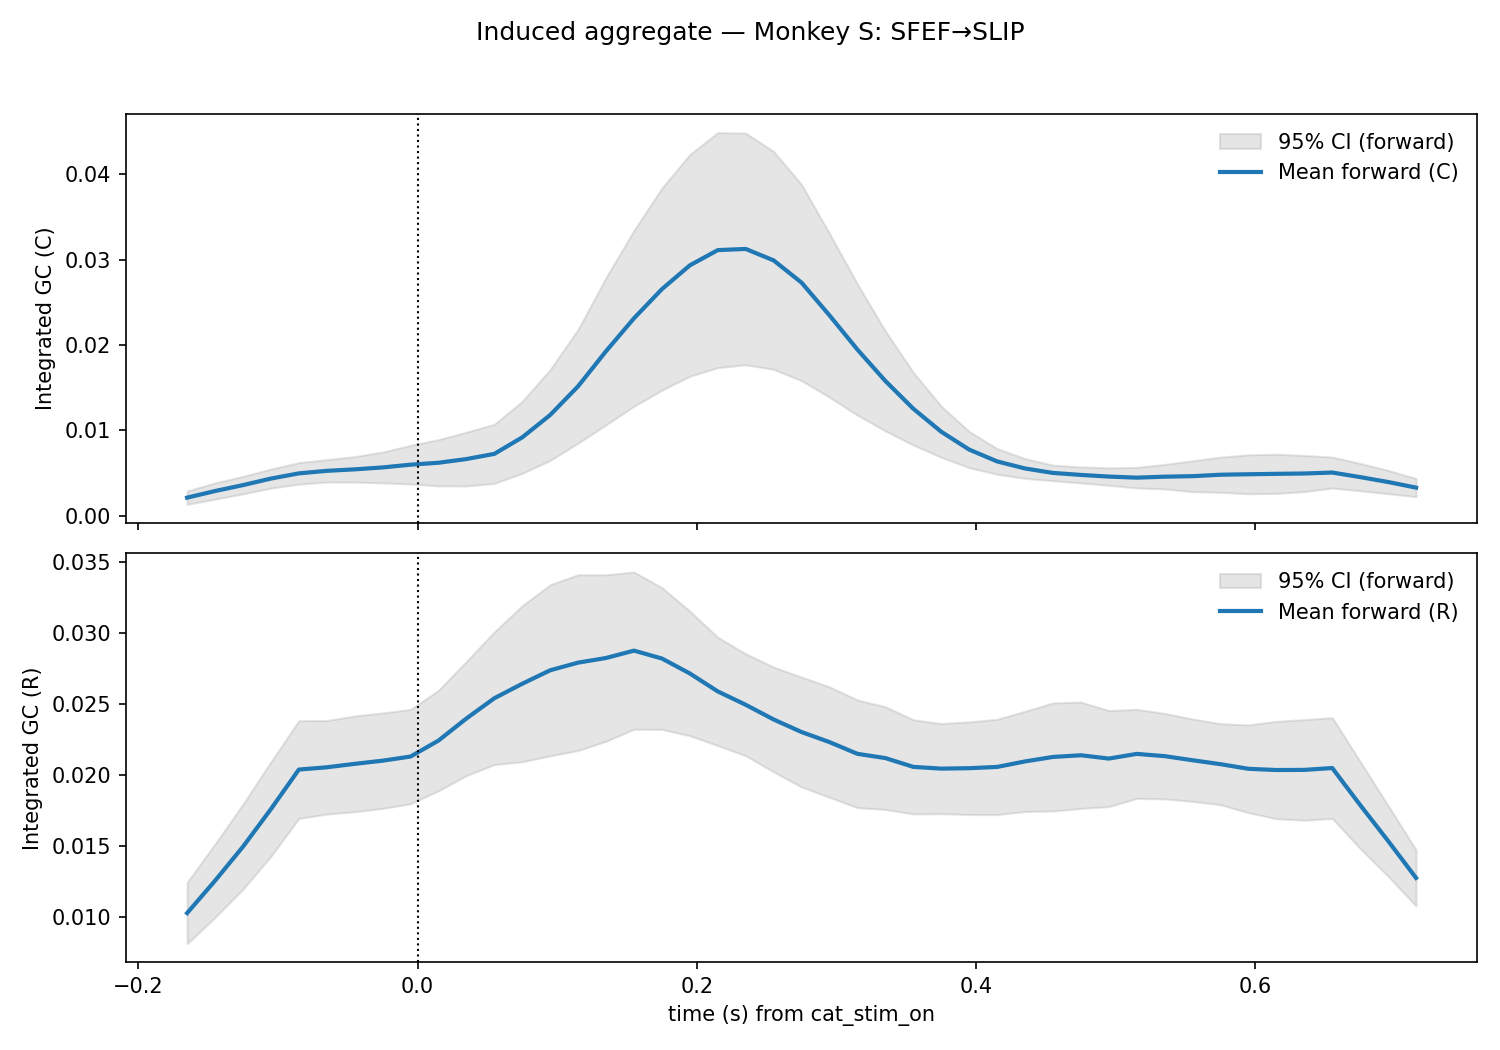 Induced aggregate — Monkey S: SFEF→SLIP
Integrated GC (C)
0.04
0.03
0.02
0.01
0.00
95% CI (forward)
Mean forward (C)
Integrated GC (R)
0.035
0.030
0.025
0.020
0.015
0.010
95% CI (forward)
Mean forward (R)
−0.2 0.0 0.2 0.4 0.6
time (s) from cat_stim_on